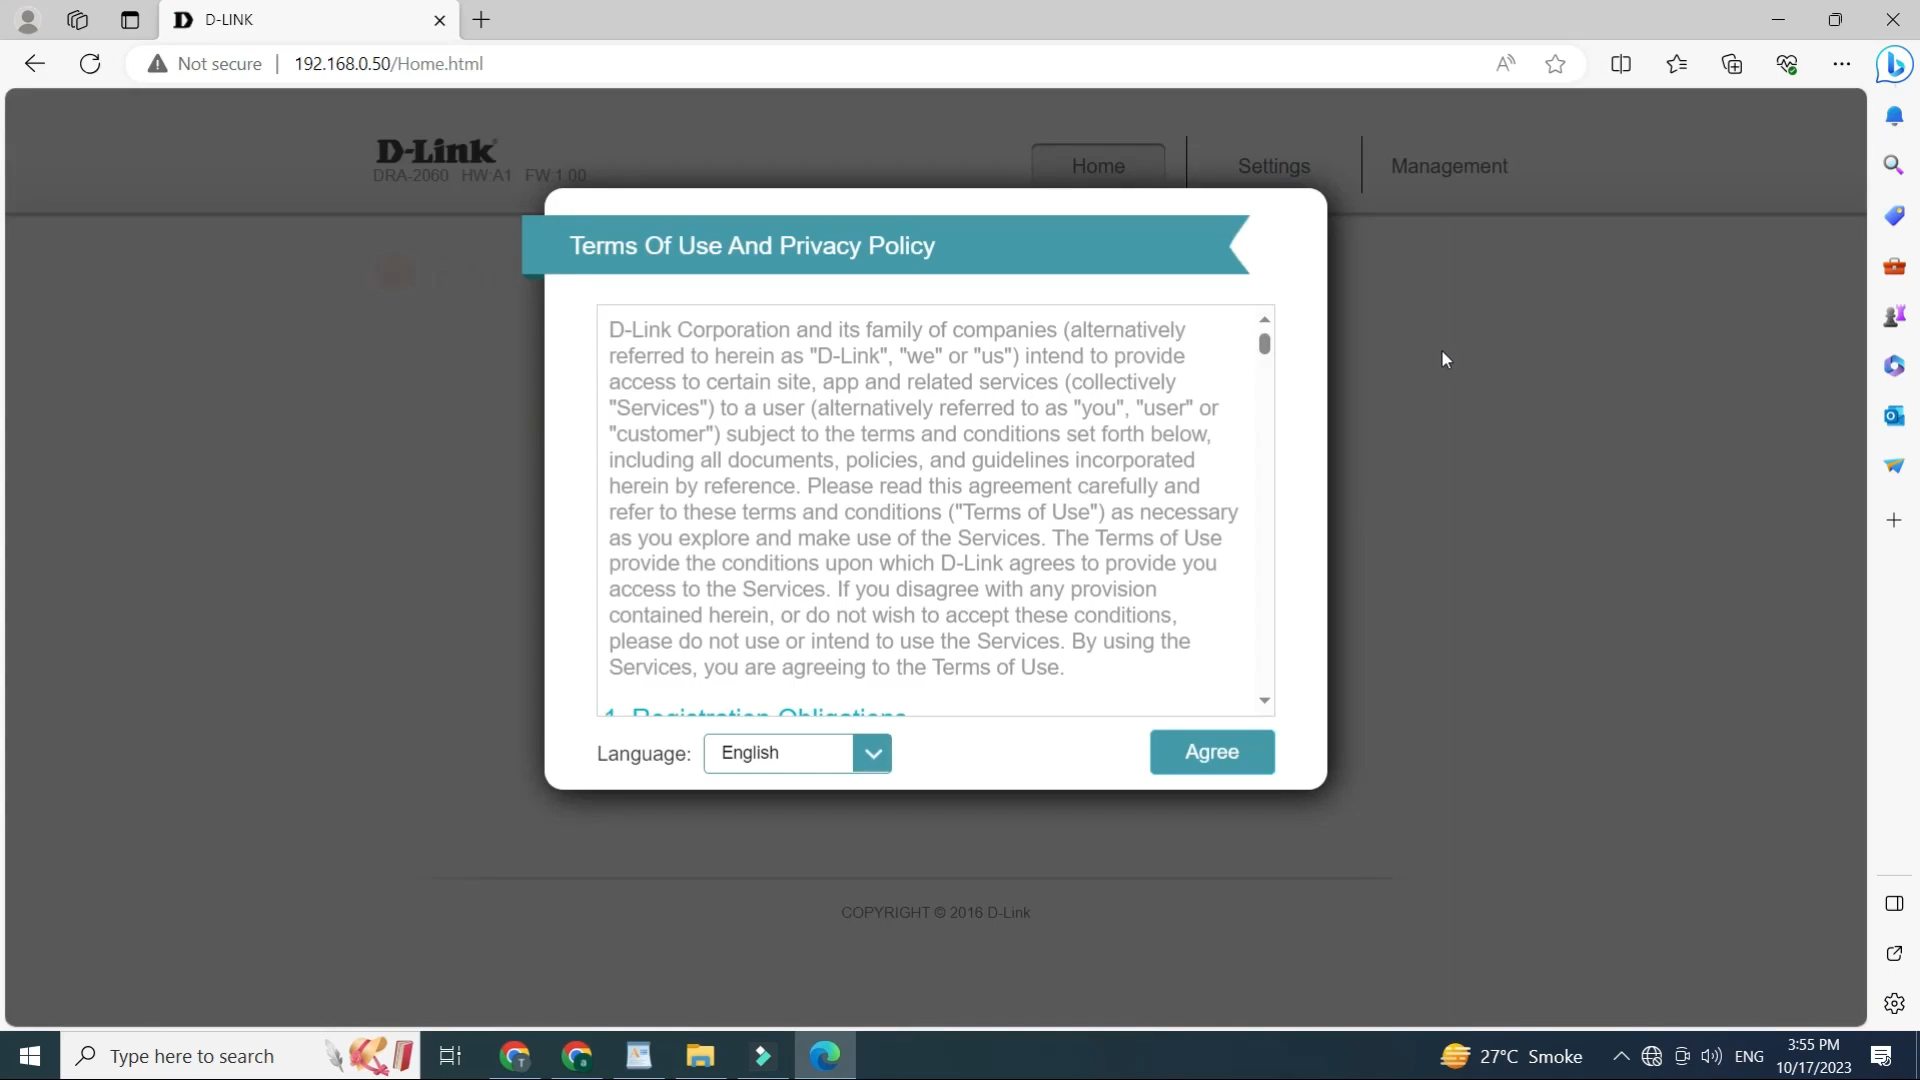 D-LINK
Not secure
192.168.0.50/Home.html
D-Link
DRA-2060 HW:A1 FW:1.00
Home
Settings
Management
Terms Of Use And Privacy Policy
D-Link Corporation and its family of companies (alternatively
referred to herein as "D-Link", "we" or "us") intend to provide
access to certain site, app and related services (collectively
"Services") to a user (alternatively referred to as "you", "user" or
"customer") subject to the terms and conditions set forth below,
including all documents, policies, and guidelines incorporated
herein by reference. Please read this agreement carefully and
refer to these terms and conditions ("Terms of Use") as necessary
as you explore and make use of the Services. The Terms of Use
provide the conditions upon which D-Link agrees to provide you
access to the Services. If you disagree with any provision
contained herein, or do not wish to accept these conditions,
please do not use or intend to use the Services. By using the
Services, you are agreeing to the Terms of Use.
1. Registration Obligations
Language:
English
Agree
COPYRIGHT © 2016 D-Link
Type here to search
27°C Smoke
ENG
3:55 PM
10/17/2023